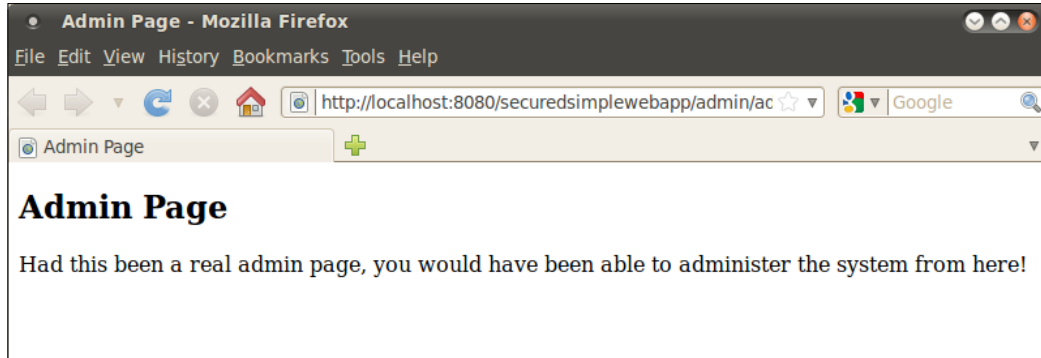 Admin Page - Mozilla Firefox
File Edit View History Bookmarks Tools Help
http://localhost:8080/securedsimplewebapp/admin/ad Google
Admin Page
Admin Page
Had this been a real admin page, you would have been able to administer the system from here!